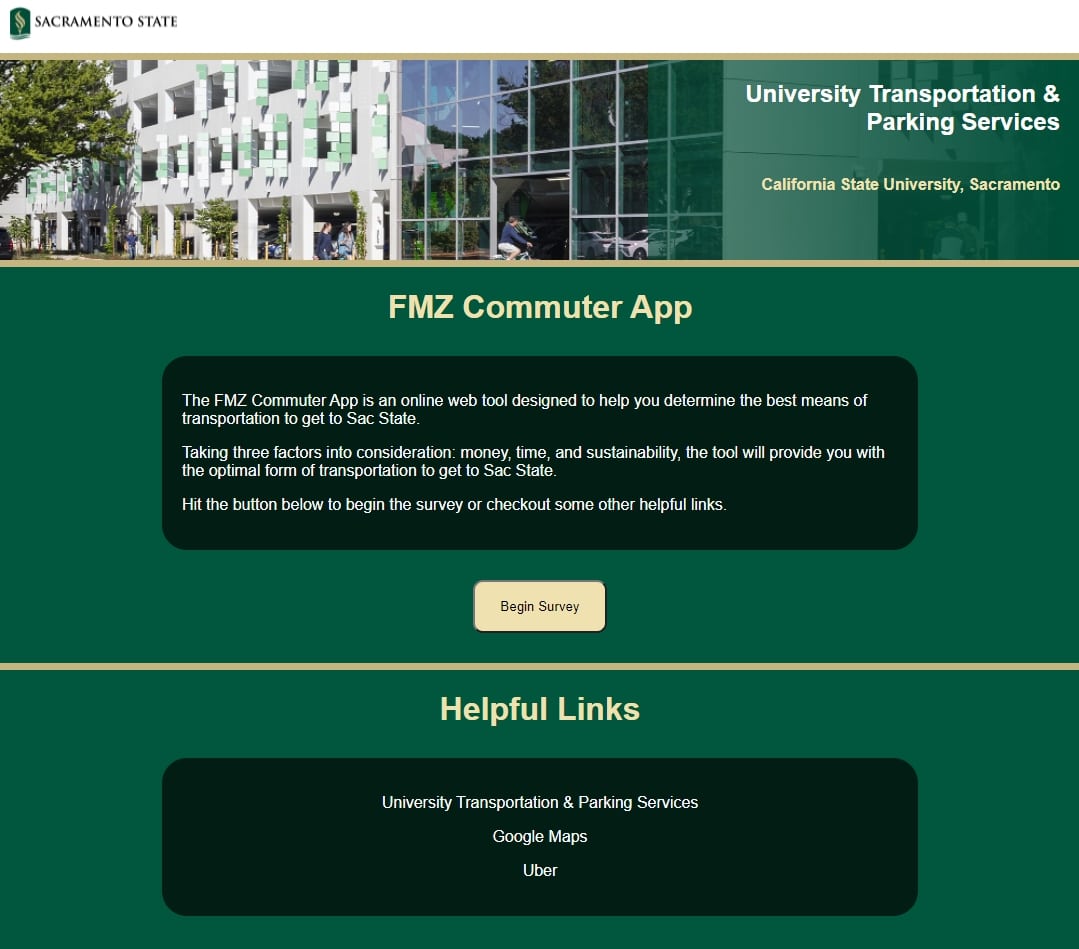 SACRAMENTO STATE
University Transportation &
Parking Services
California State University, Sacramento
FMZ Commuter App
The FMZ Commuter App is an online web tool designed to help you determine the best means of
transportation to get to Sac State.
Taking three factors into consideration: money, time, and sustainability, the tool will provide you with
the optimal form of transportation to get to Sac State.
Hit the button below to begin the survey or checkout some other helpful links.
Begin Survey
Helpful Links
University Transportation & Parking Services
Google Maps
Uber